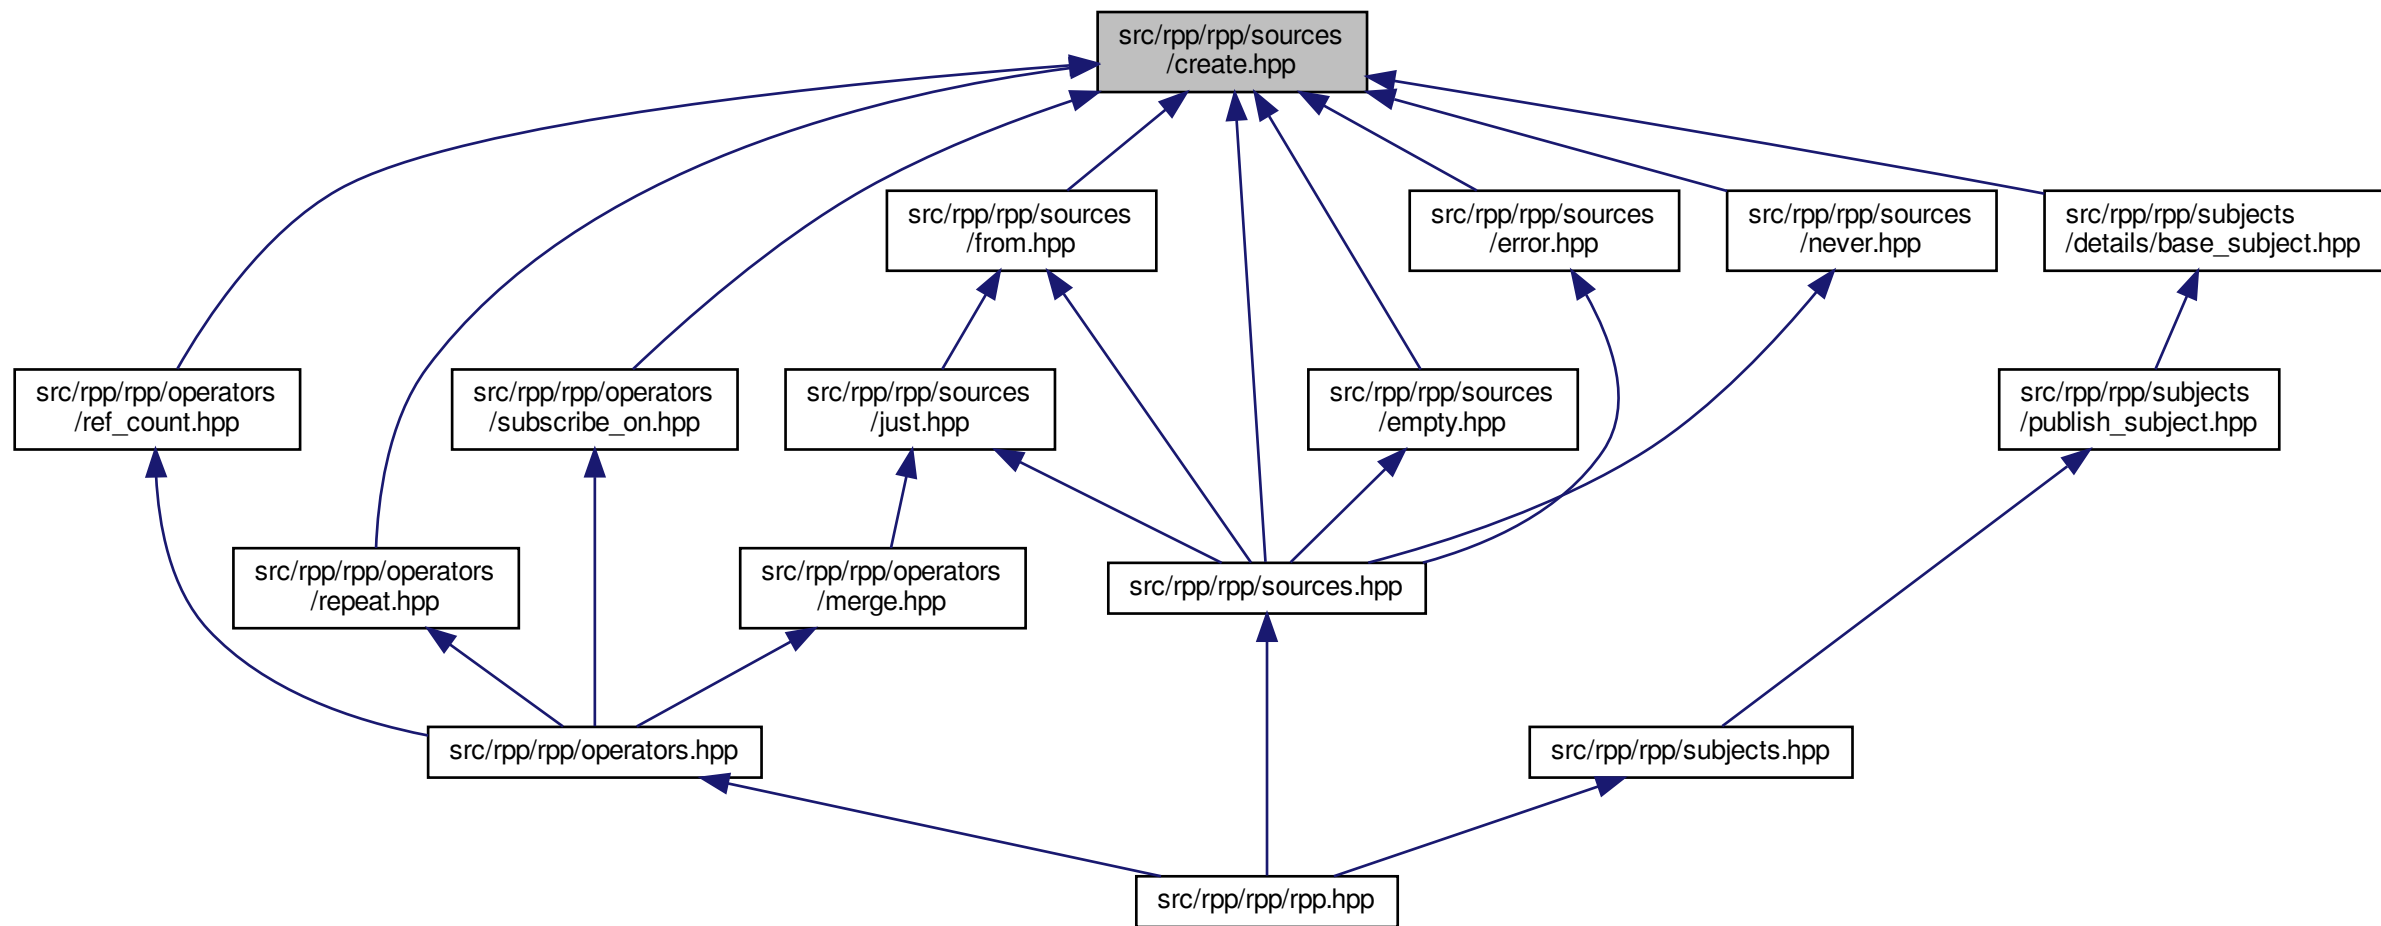 src/rpp/rpp/sources
/create.hpp
src/rpp/rpp/sources
/from.hpp
src/rpp/rpp/sources
/error.hpp
src/rpp/rpp/sources
/never.hpp
src/rpp/rpp/subjects
/details/base_subject.hpp
src/rpp/rpp/operators
/ref_count.hpp
src/rpp/rpp/operators
/subscribe_on.hpp
src/rpp/rpp/sources
/just.hpp
src/rpp/rpp/sources
/empty.hpp
src/rpp/rpp/subjects
/publish_subject.hpp
src/rpp/rpp/operators
/repeat.hpp
src/rpp/rpp/operators
/merge.hpp
src/rpp/rpp/sources.hpp
src/rpp/rpp/operators.hpp
src/rpp/rpp/subjects.hpp
src/rpp/rpp/rpp.hpp